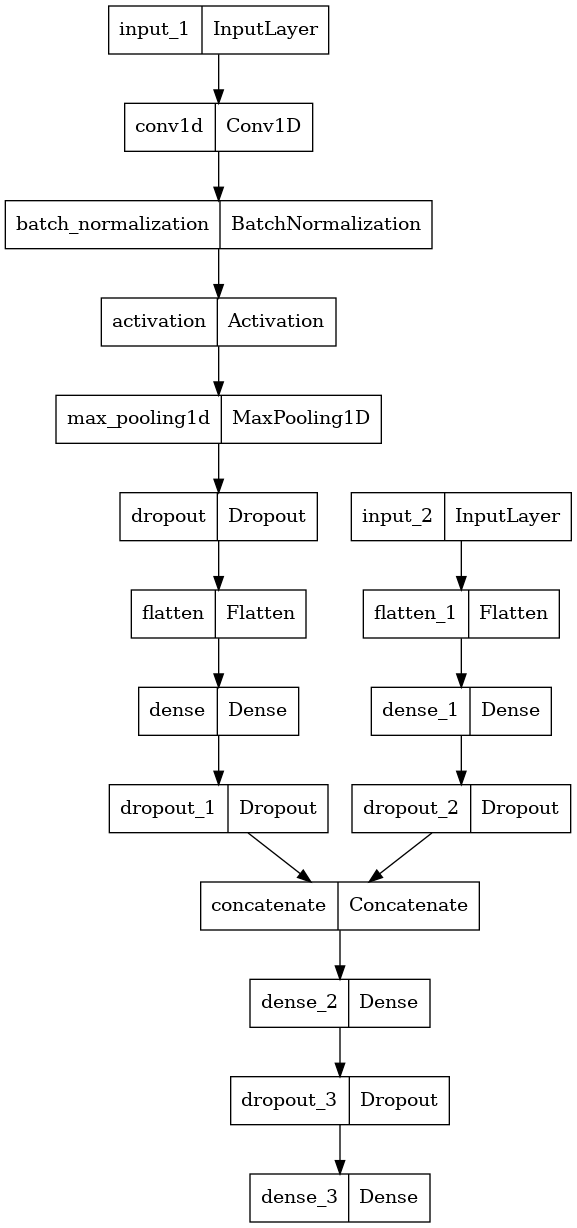 input_1 InputLayer
conv1d Conv1D
batch_normalization BatchNormalization
activation Activation
max_pooling1d MaxPooling1D
dropout Dropout
input_2 InputLayer
flatten Flatten
flatten_1 Flatten
dense Dense
dense_1 Dense
dropout_1 Dropout
dropout_2 Dropout
concatenate Concatenate
dense_2 Dense
dropout_3 Dropout
dense_3 Dense